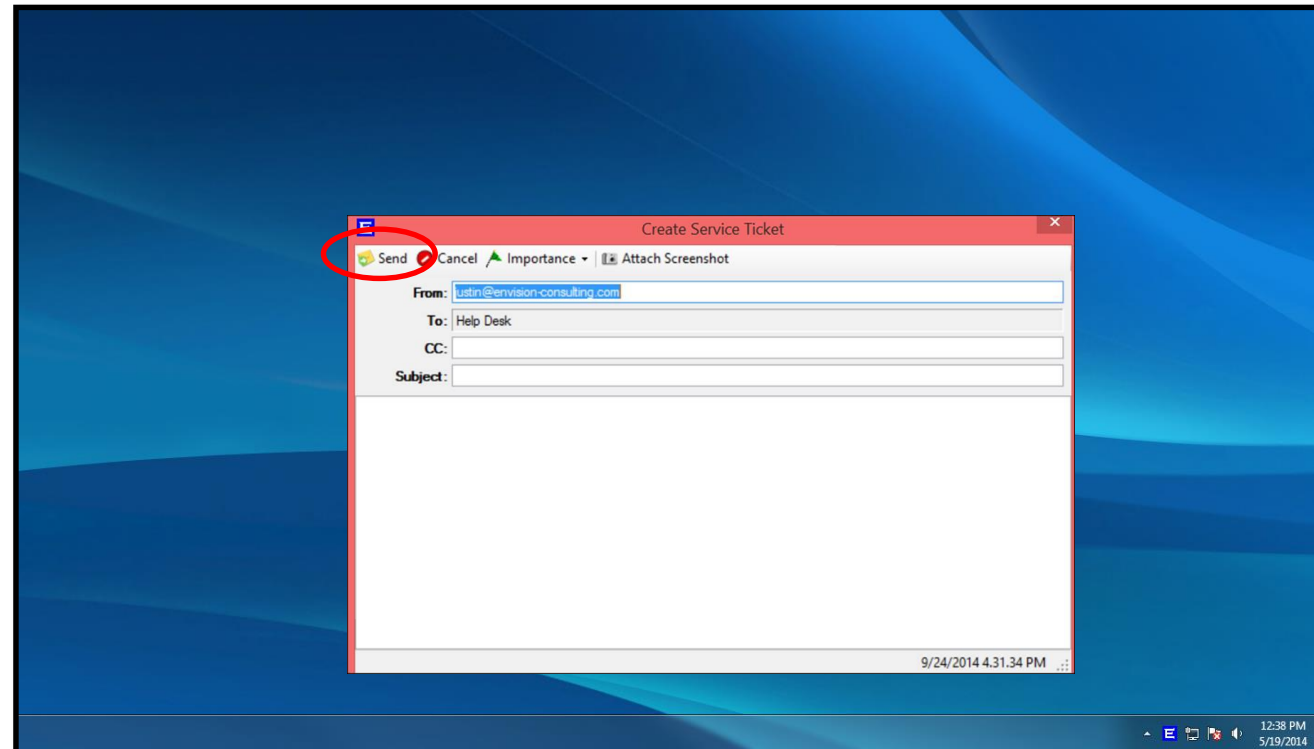 E
Create Service Ticket
Send Cancel Importance Attach Screenshot
From: justin@envision-consulting.com
To: Help Desk
CC:
Subject:
9/24/2014 4.31.34 PM
E
12:38 PM
5/19/2014